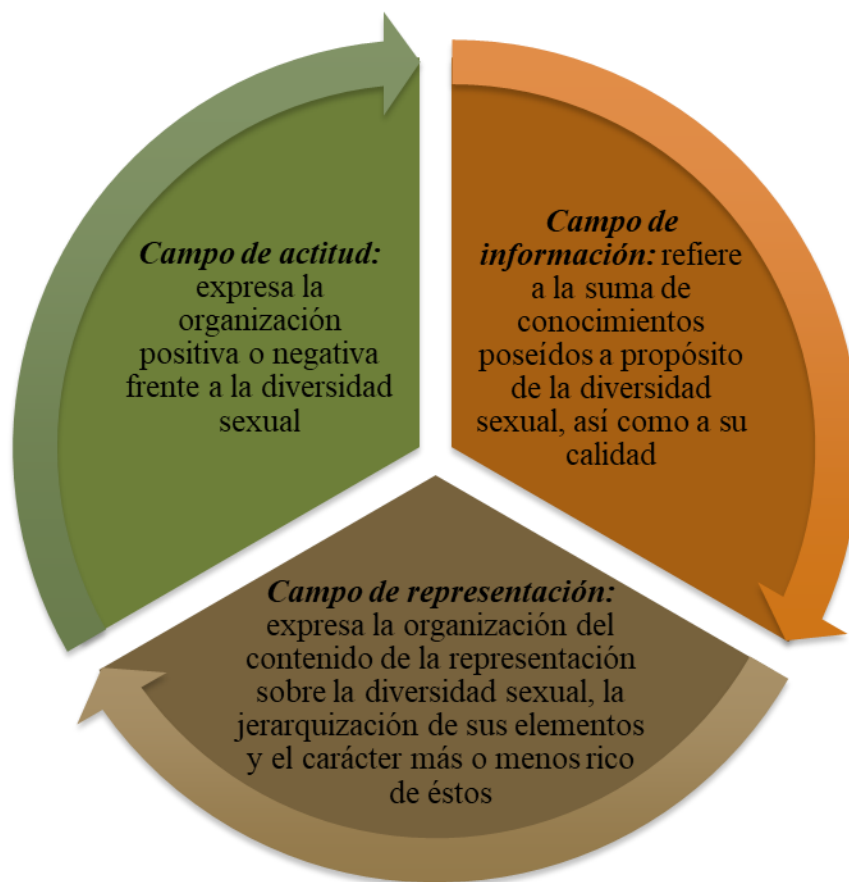 Campo de actitud:
expresa la
organización
positiva o negativa
frente a la diversidad
sexual
Campo de
información: refiere
a la suma de
conocimientos
poseídos a propósito
de la diversidad
sexual, así como a su
calidad
Campo de representación:
expresa la organización del
contenido de la representación
sobre la diversidad sexual, la
jerarquización de sus elementos
y el carácter más o menos rico
de éstos